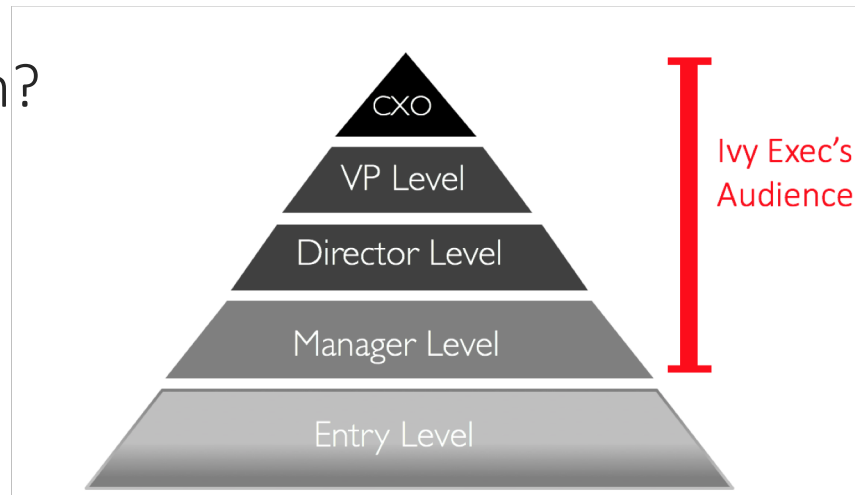 CXO
VP Level
Director Level
Manager Level
Entry Level
Ivy Exec's
Audience